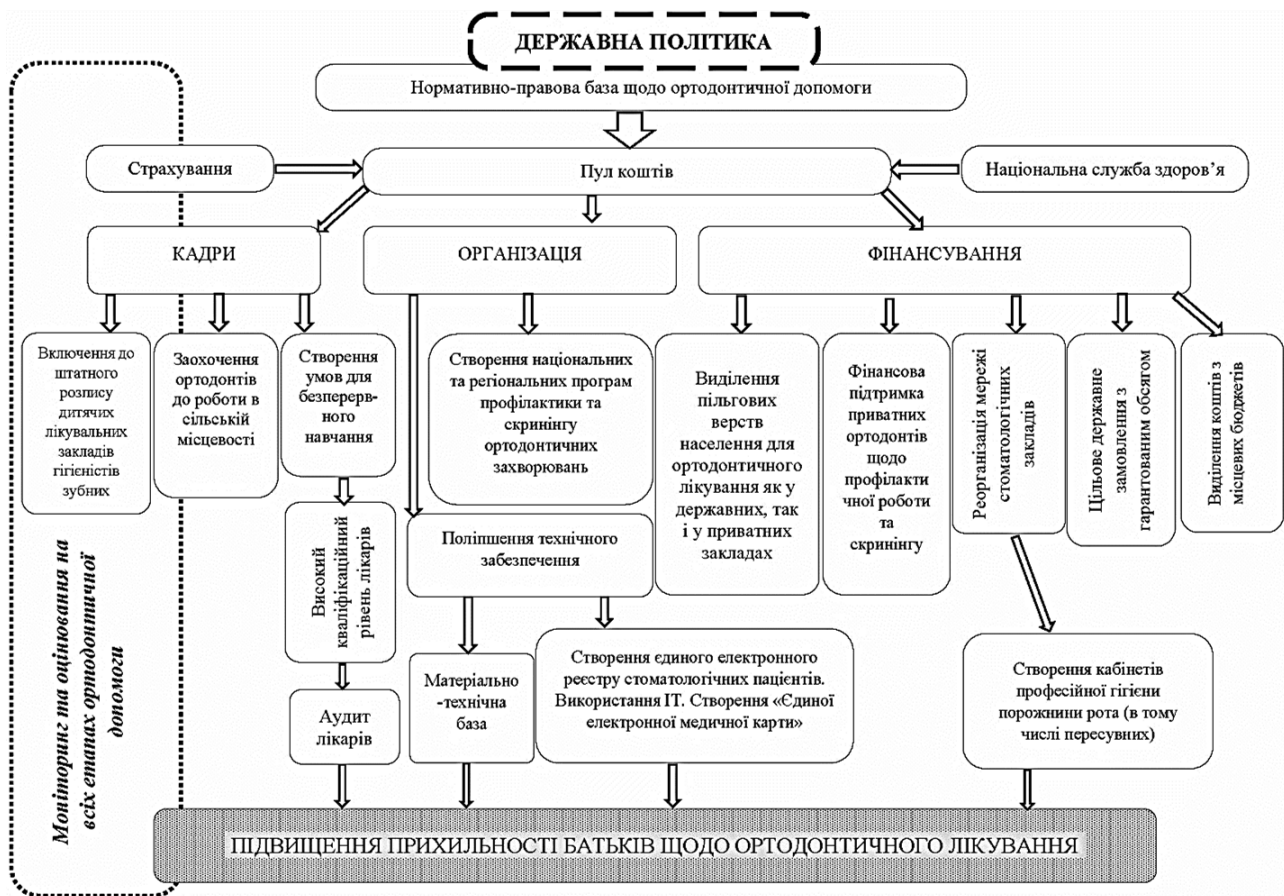 ДЕРЖАВНА ПОЛІТИКА
Нормативно-правова база щодо ортодонтичної допомоги
Страхування
Пул коштів
Національна служба здоров’я
КАДРИ
ОРГАНІЗАЦІЯ
ФІНАНСУВАННЯ
Включення до
штатного
розпису
дитячих
лікувальних
закладів
гігієністів
зубних
Заохочення
ортодонтів
до роботи в
сільській
місцевості
Створення
умов для
безперерв-
ного
навчання
Створення національних
та регіональних програм
профілактики та
скринінгу
ортодонтичних
захворювань
Виділення
пільгових
верств
населення для
ортодонтичного
лікування як у
державних, так
і у приватних
закладах
Фінансова
підтримка
приватних
ортодонтів
щодо
профілакти
чної роботи
та
скринінгу
Реорганізація мережі
стоматологічних
закладів
Цільове державне
замовлення з
гарантованим обсягом
Виділення коштів з
місцевих бюджетів
Високий
кваліфікаційний
рівень лікарів
Поліпшення технічного
забезпечення
Аудит
лікарів
Матеріально
-технічна
база
Створення єдиного електронного
реєстру стоматологічних пацієнтів.
Використання ІТ. Створення «Єдиної
електронної медичної карти»
Створення кабінетів
професійної гігієни
порожнини рота (в тому
числі пересувних)
Моніторинг та оцінювання на
всіх етапах ортодонтичної
допомоги
ПІДВИЩЕННЯ ПРИХИЛЬНОСТІ БАТЬКІВ ЩОДО ОРТОДОНТИЧНОГО ЛІКУВАННЯ